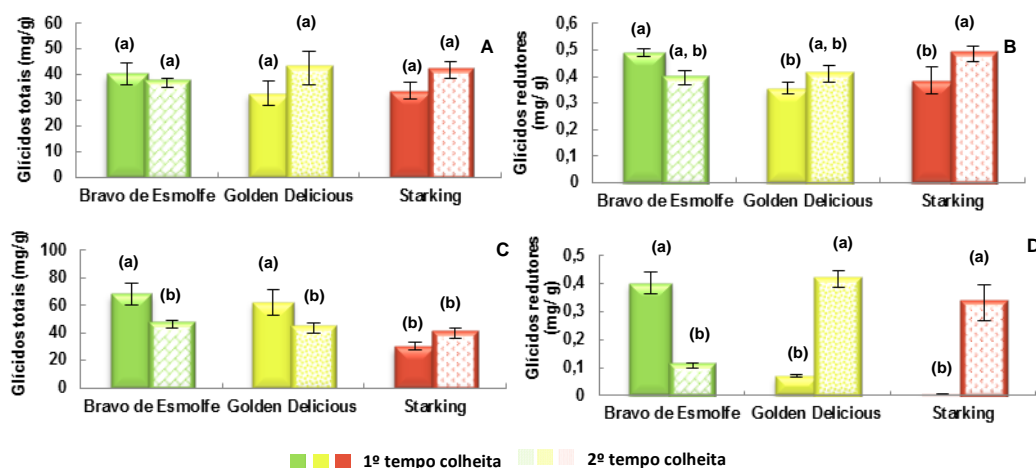 Glícidos totais (mg/g)
60
50
40
30
20
10
0
(a)
(a)
(a)
(a)
(a)
(a)
A
Bravo de Esmolfe
Golden Delicious
Starking
Glícidos redutores
(mg/ g)
0,6
0,5
0,4
0,3
0,2
0,1
0
(a)
(a, b)
(b)
(a, b)
(b)
(a)
B
Bravo de Esmolfe
Golden Delicious
Starking
Glícidos totais (mg/g)
100
80
60
40
20
0
(a)
(b)
(a)
(b)
(b)
(b)
C
Bravo de Esmolfe
Golden Delicious
Starking
Glícidos redutores
(mg/ g)
0,5
0,4
0,3
0,2
0,1
0
(a)
(b)
(b)
(a)
(b)
(a)
D
Bravo de Esmolfe
Golden Delicious
Starking
1º tempo colheita
2º tempo colheita